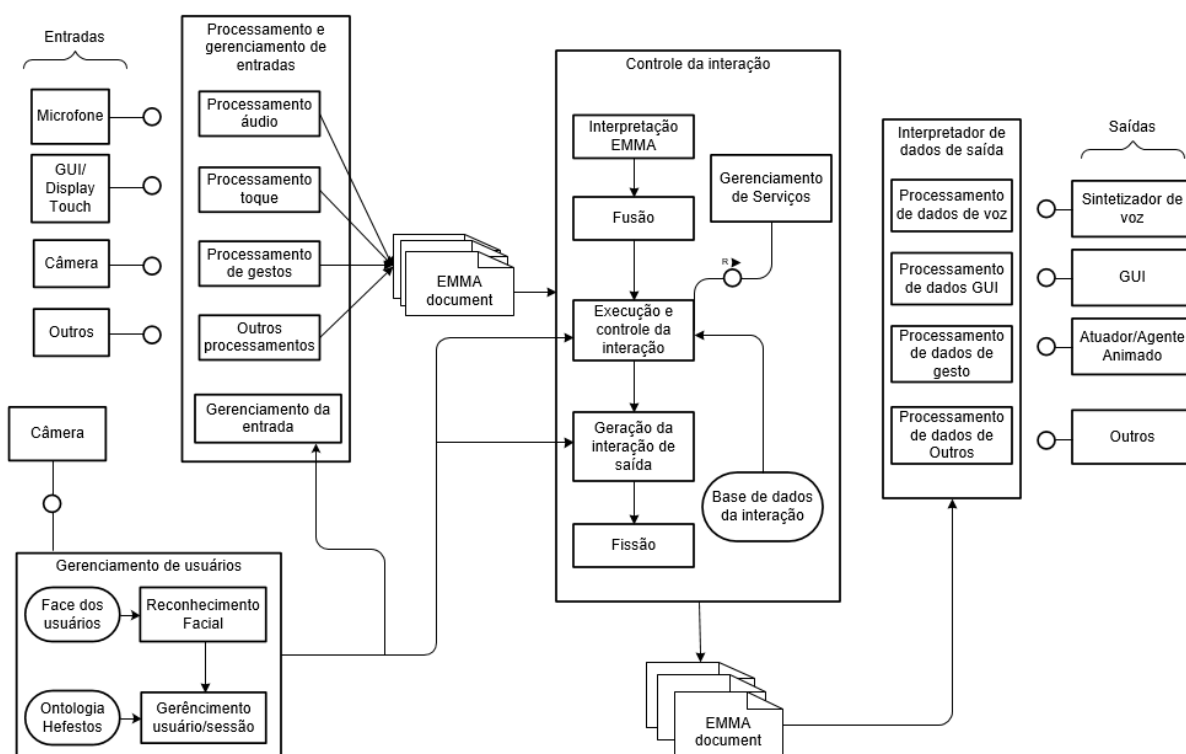 Entradas
Microfone
GUI/
Display
Touch
Câmera
Outros
Processamento e
gerenciamento de
entradas
Processamento
áudio
Processamento
toque
Processamento
de gestos
Outros
processamentos
Gerenciamento da
entrada
Câmera
Gerenciamento de usuários
Face dos
usuários
Reconhecimento
Facial
Ontologia
Hefestos
Gerêncimento
usuário/sessão
EMMA
document
Controle da interação
Interpretação
EMMA
Fusão
Gerenciamento
de Serviços
R
Execução e
controle da
interação
Geração da
interação de
saída
Base de dados
da interação
Fissão
EMMA
document
Interpretador de
dados de saída
Processamento
de dados de voz
Processamento
de dados GUI
Processamento
de dados de
gesto
Processamento
de dados de
Outros
Saídas
Sintetizador de
voz
GUI
Atuador/Agente
Animado
Outros